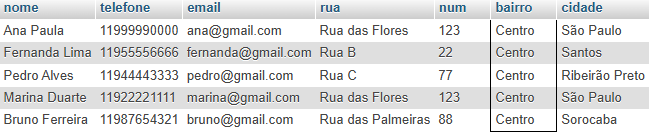 nome telefone email rua num bairro cidade
Ana Paula 11999990000 ana@gmail.com Rua das Flores 123 Centro São Paulo
Fernanda Lima 11955556666 fernanda@gmail.com Rua B 22 Centro Santos
Pedro Alves 11944443333 pedro@gmail.com Rua C 77 Centro Ribeirão Preto
Marina Duarte 11922221111 marina@gmail.com Rua das Flores 123 Centro São Paulo
Bruno Ferreira 11987654321 bruno@gmail.com Rua das Palmeiras 88 Centro Sorocaba